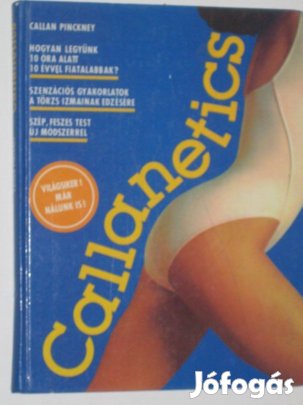 CALLAN PINCKNEY
HOGYAN LEGYÜNK
10 ÓRA ALATT
10 ÉVVEL FIATALABBAK?
SZENZÁCIÓS GYAKORLATOK
A TÖRZS IZMAINAK EDZÉSÉRE
SZÉP, FESZES TEST
ÚJ MÓDSZERREL
VILÁGSIKER!
MÁR
NÁLUNK IS!
Callanetics
Jófogás